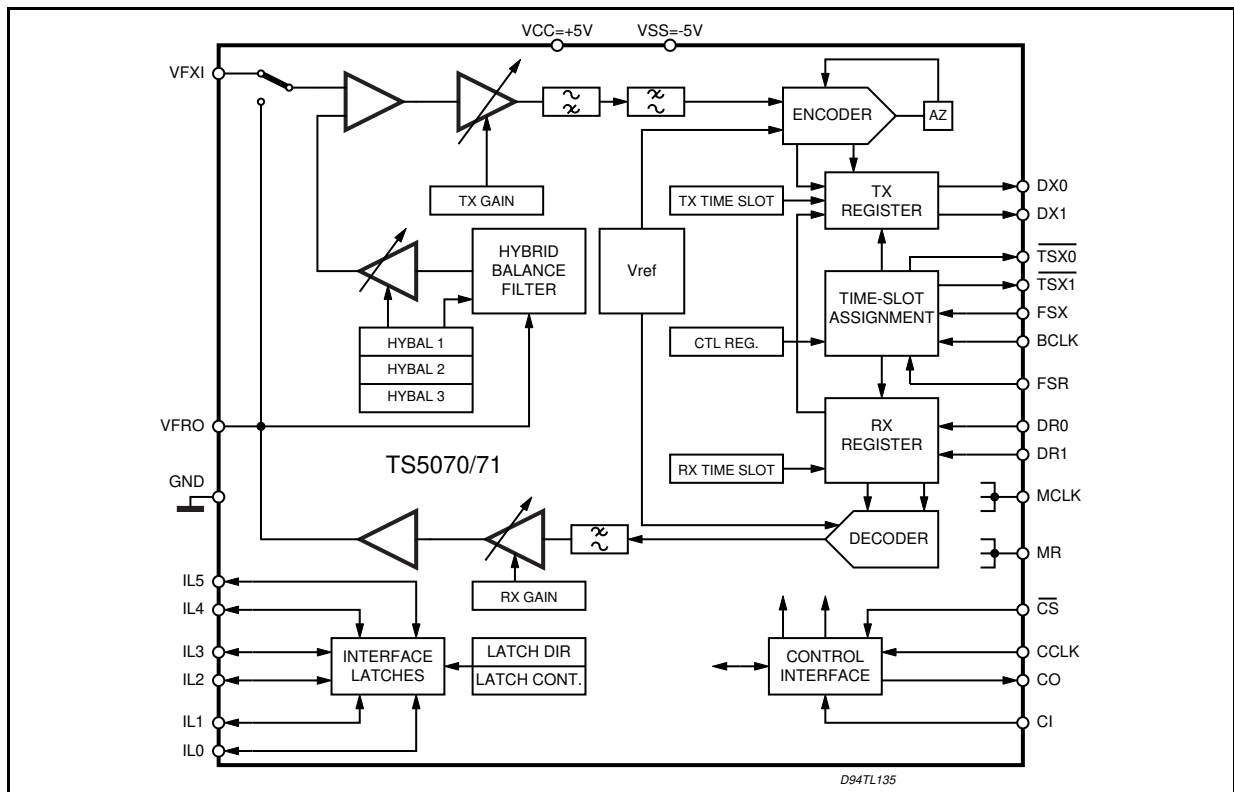 VCC=+5V
VSS=-5V
VFXI
ENCODER
AZ
TX GAIN
TX TIME SLOT
TX
REGISTER
DX0
DX1
HYBRID
BALANCE
FILTER
Vref
TIME-SLOT
ASSIGNMENT
TSX0
TSX1
FSX
BCLK
FSR
HYBAL 1
HYBAL 2
HYBAL 3
CTL REG.
VFRO
RX
REGISTER
DR0
DR1
TS5070/71
RX TIME SLOT
GND
MCLK
DECODER
MR
RX GAIN
IL5
IL4
IL3
IL2
IL1
IL0
INTERFACE
LATCHES
LATCH DIR
LATCH CONT.
CONTROL
INTERFACE
CS
CCLK
CO
CI
D94TL135